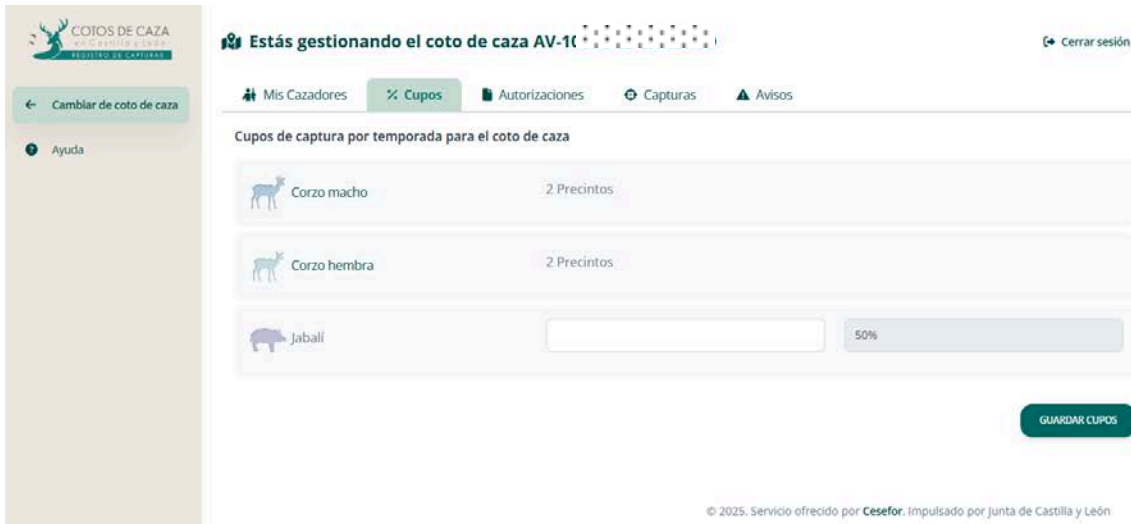 COTOS DE CAZA
en Castilla y León
REGISTRO DE CAPTURAS
Estás gestionando el coto de caza AV-10
Cerrar sesión
Cambiar de coto de caza
Ayuda
Mis Cazadores
Cupos
Autorizaciones
Capturas
Avisos
Cupos de captura por temporada para el coto de caza
Corzo macho
2 Precintos
Corzo hembra
2 Precintos
Jabalí
50%
GUARDAR CUPOS
© 2025. Servicio ofrecido por Cesefor. Impulsado por Junta de Castilla y León